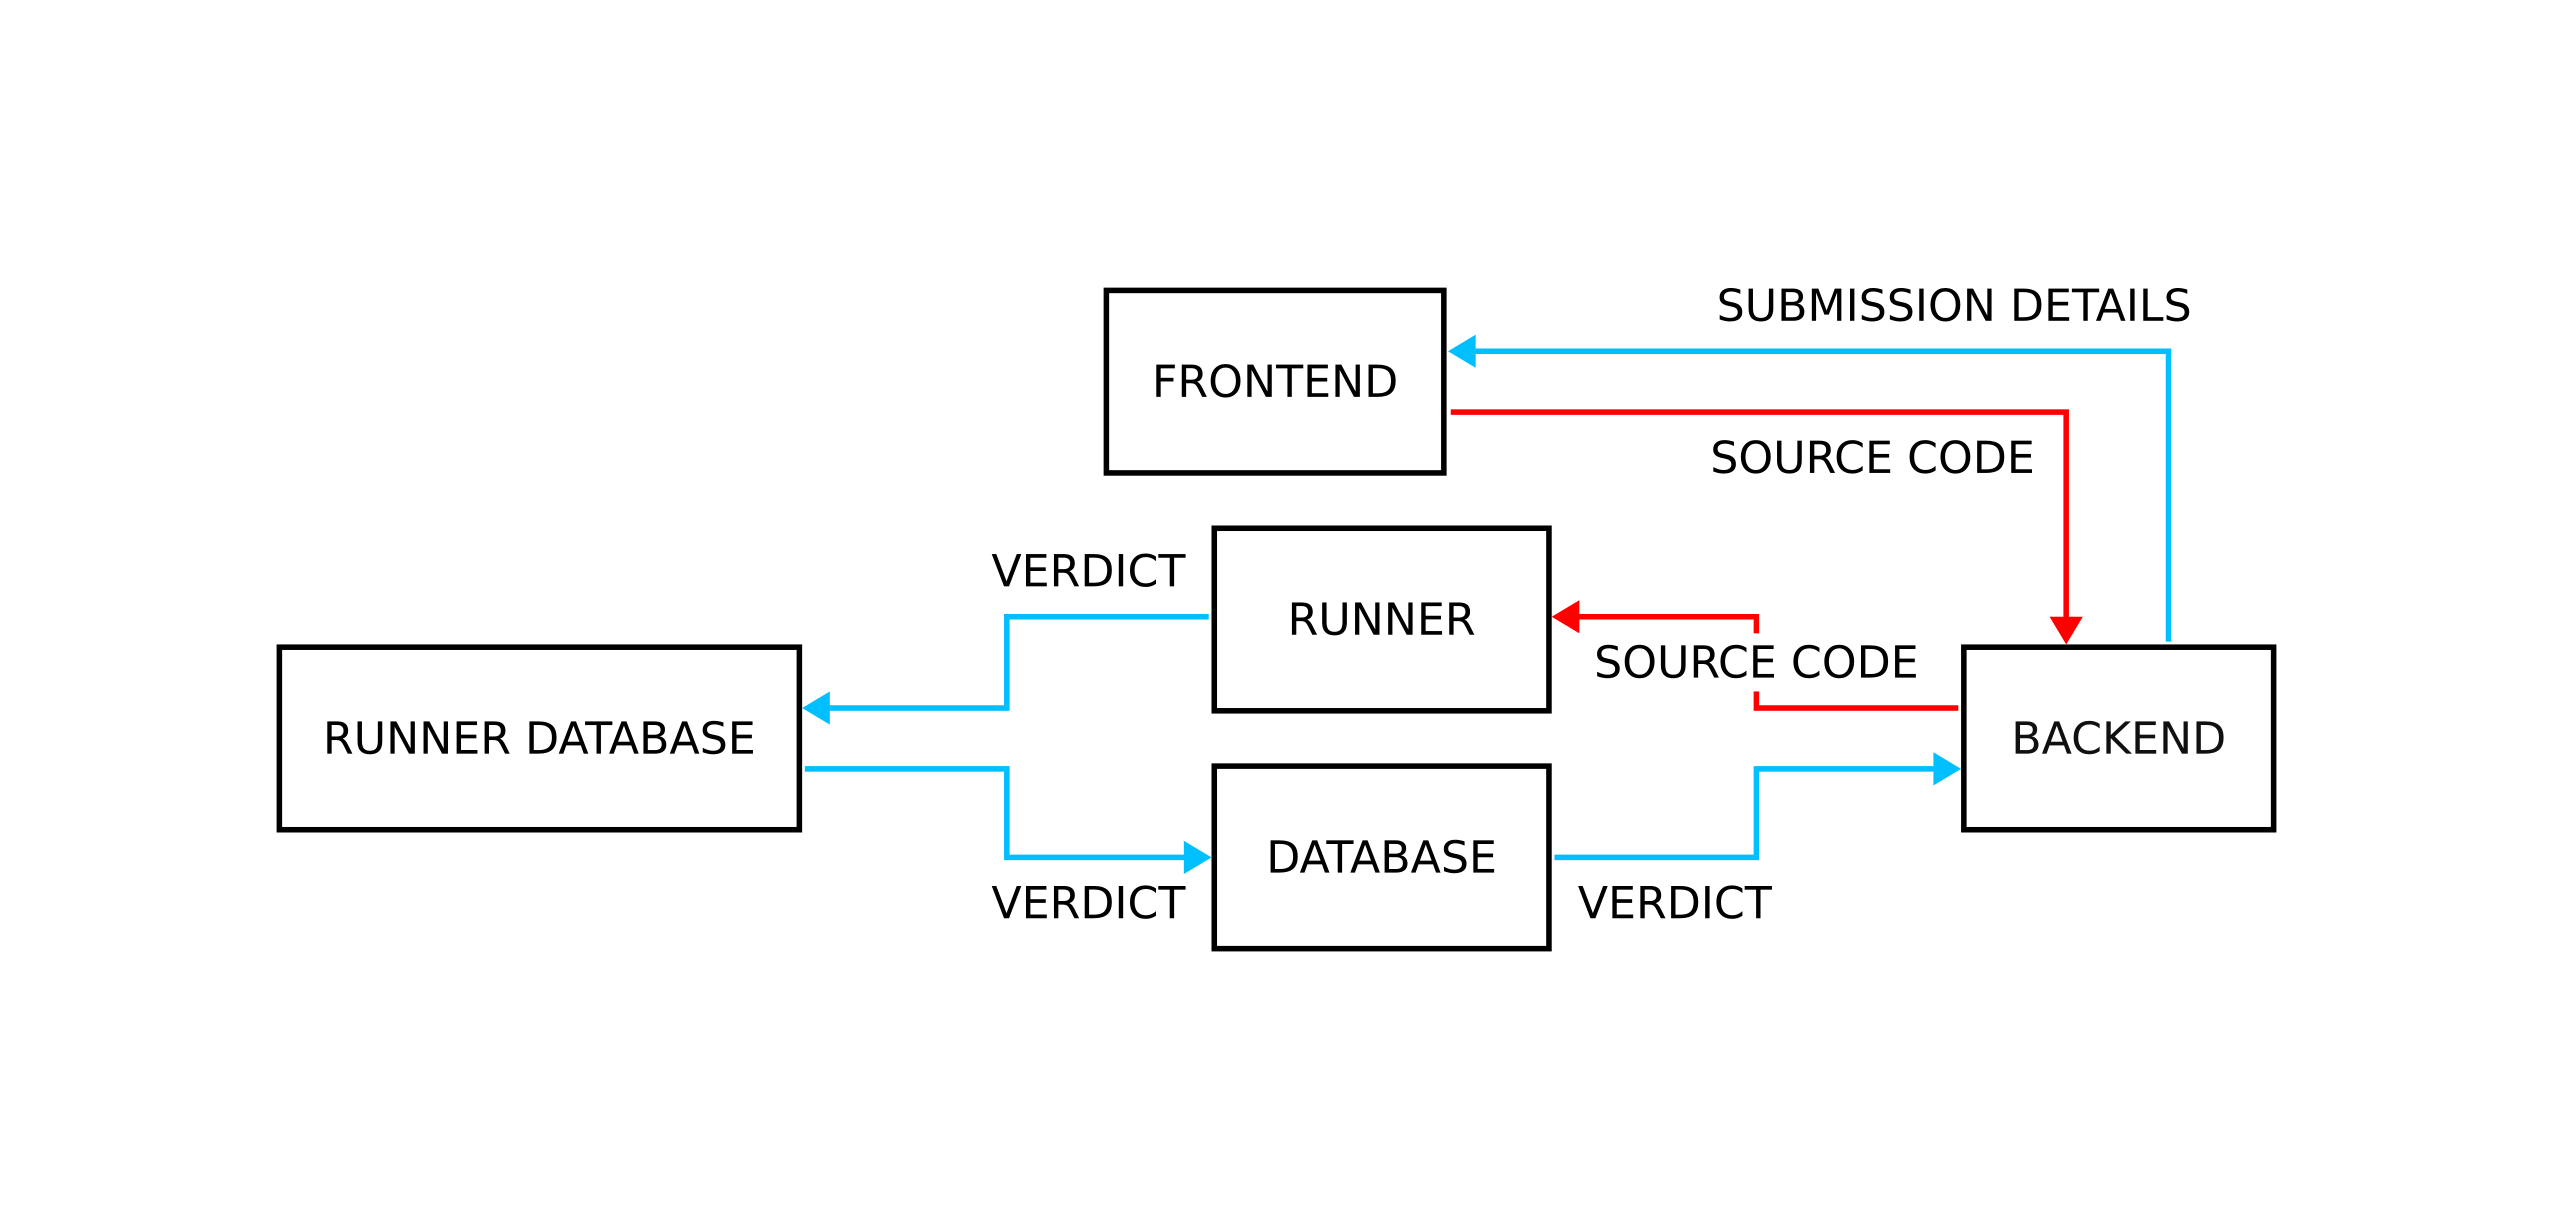 SUBMISSION DETAILS
FRONTEND
SOURCE CODE
VERDICT
RUNNER
SOURCE CODE
RUNNER DATABASE
BACKEND
DATABASE
VERDICT
VERDICT